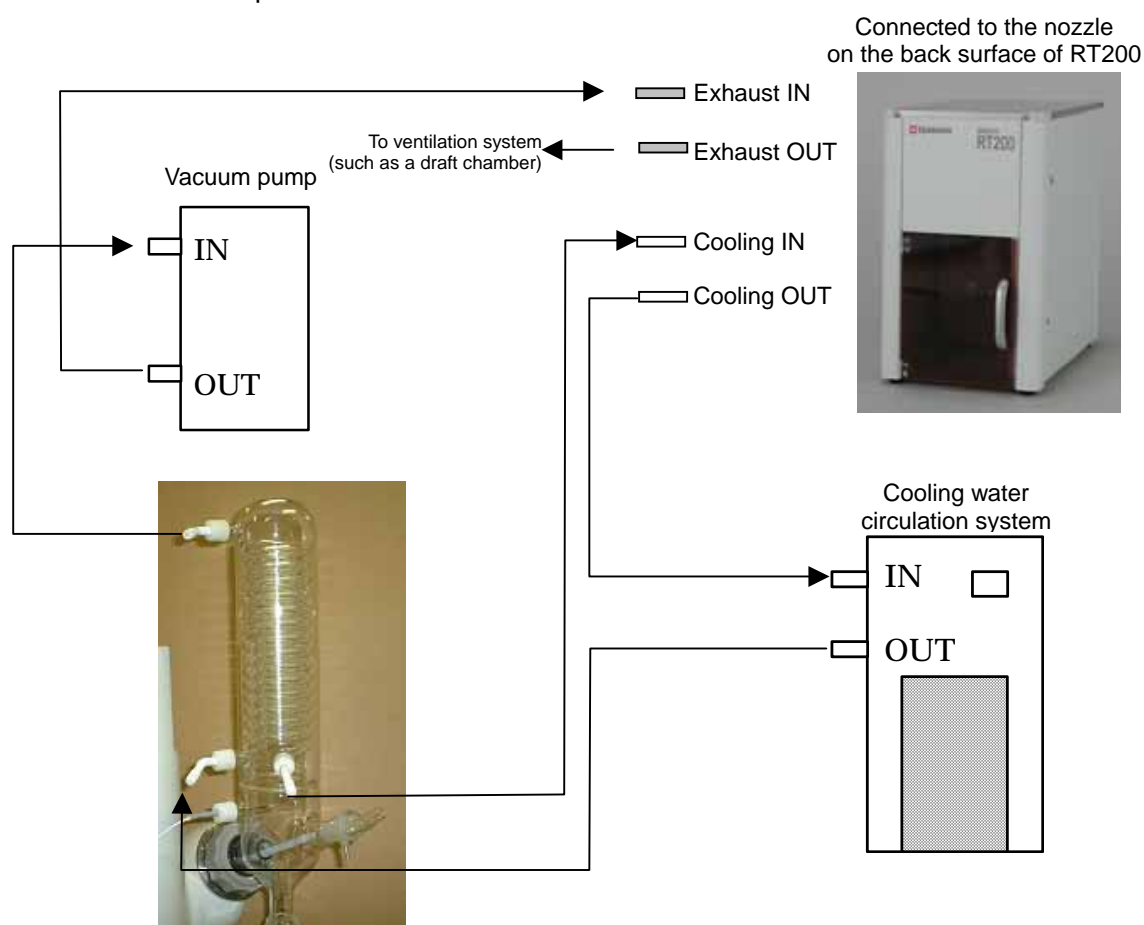 Connected to the nozzle
on the back surface of RT200
Exhaust IN
To ventilation system
(such as a draft chamber)
Exhaust OUT
Vacuum pump
IN
OUT
Cooling IN
Cooling OUT
RT200
Cooling water
circulation system
IN
OUT